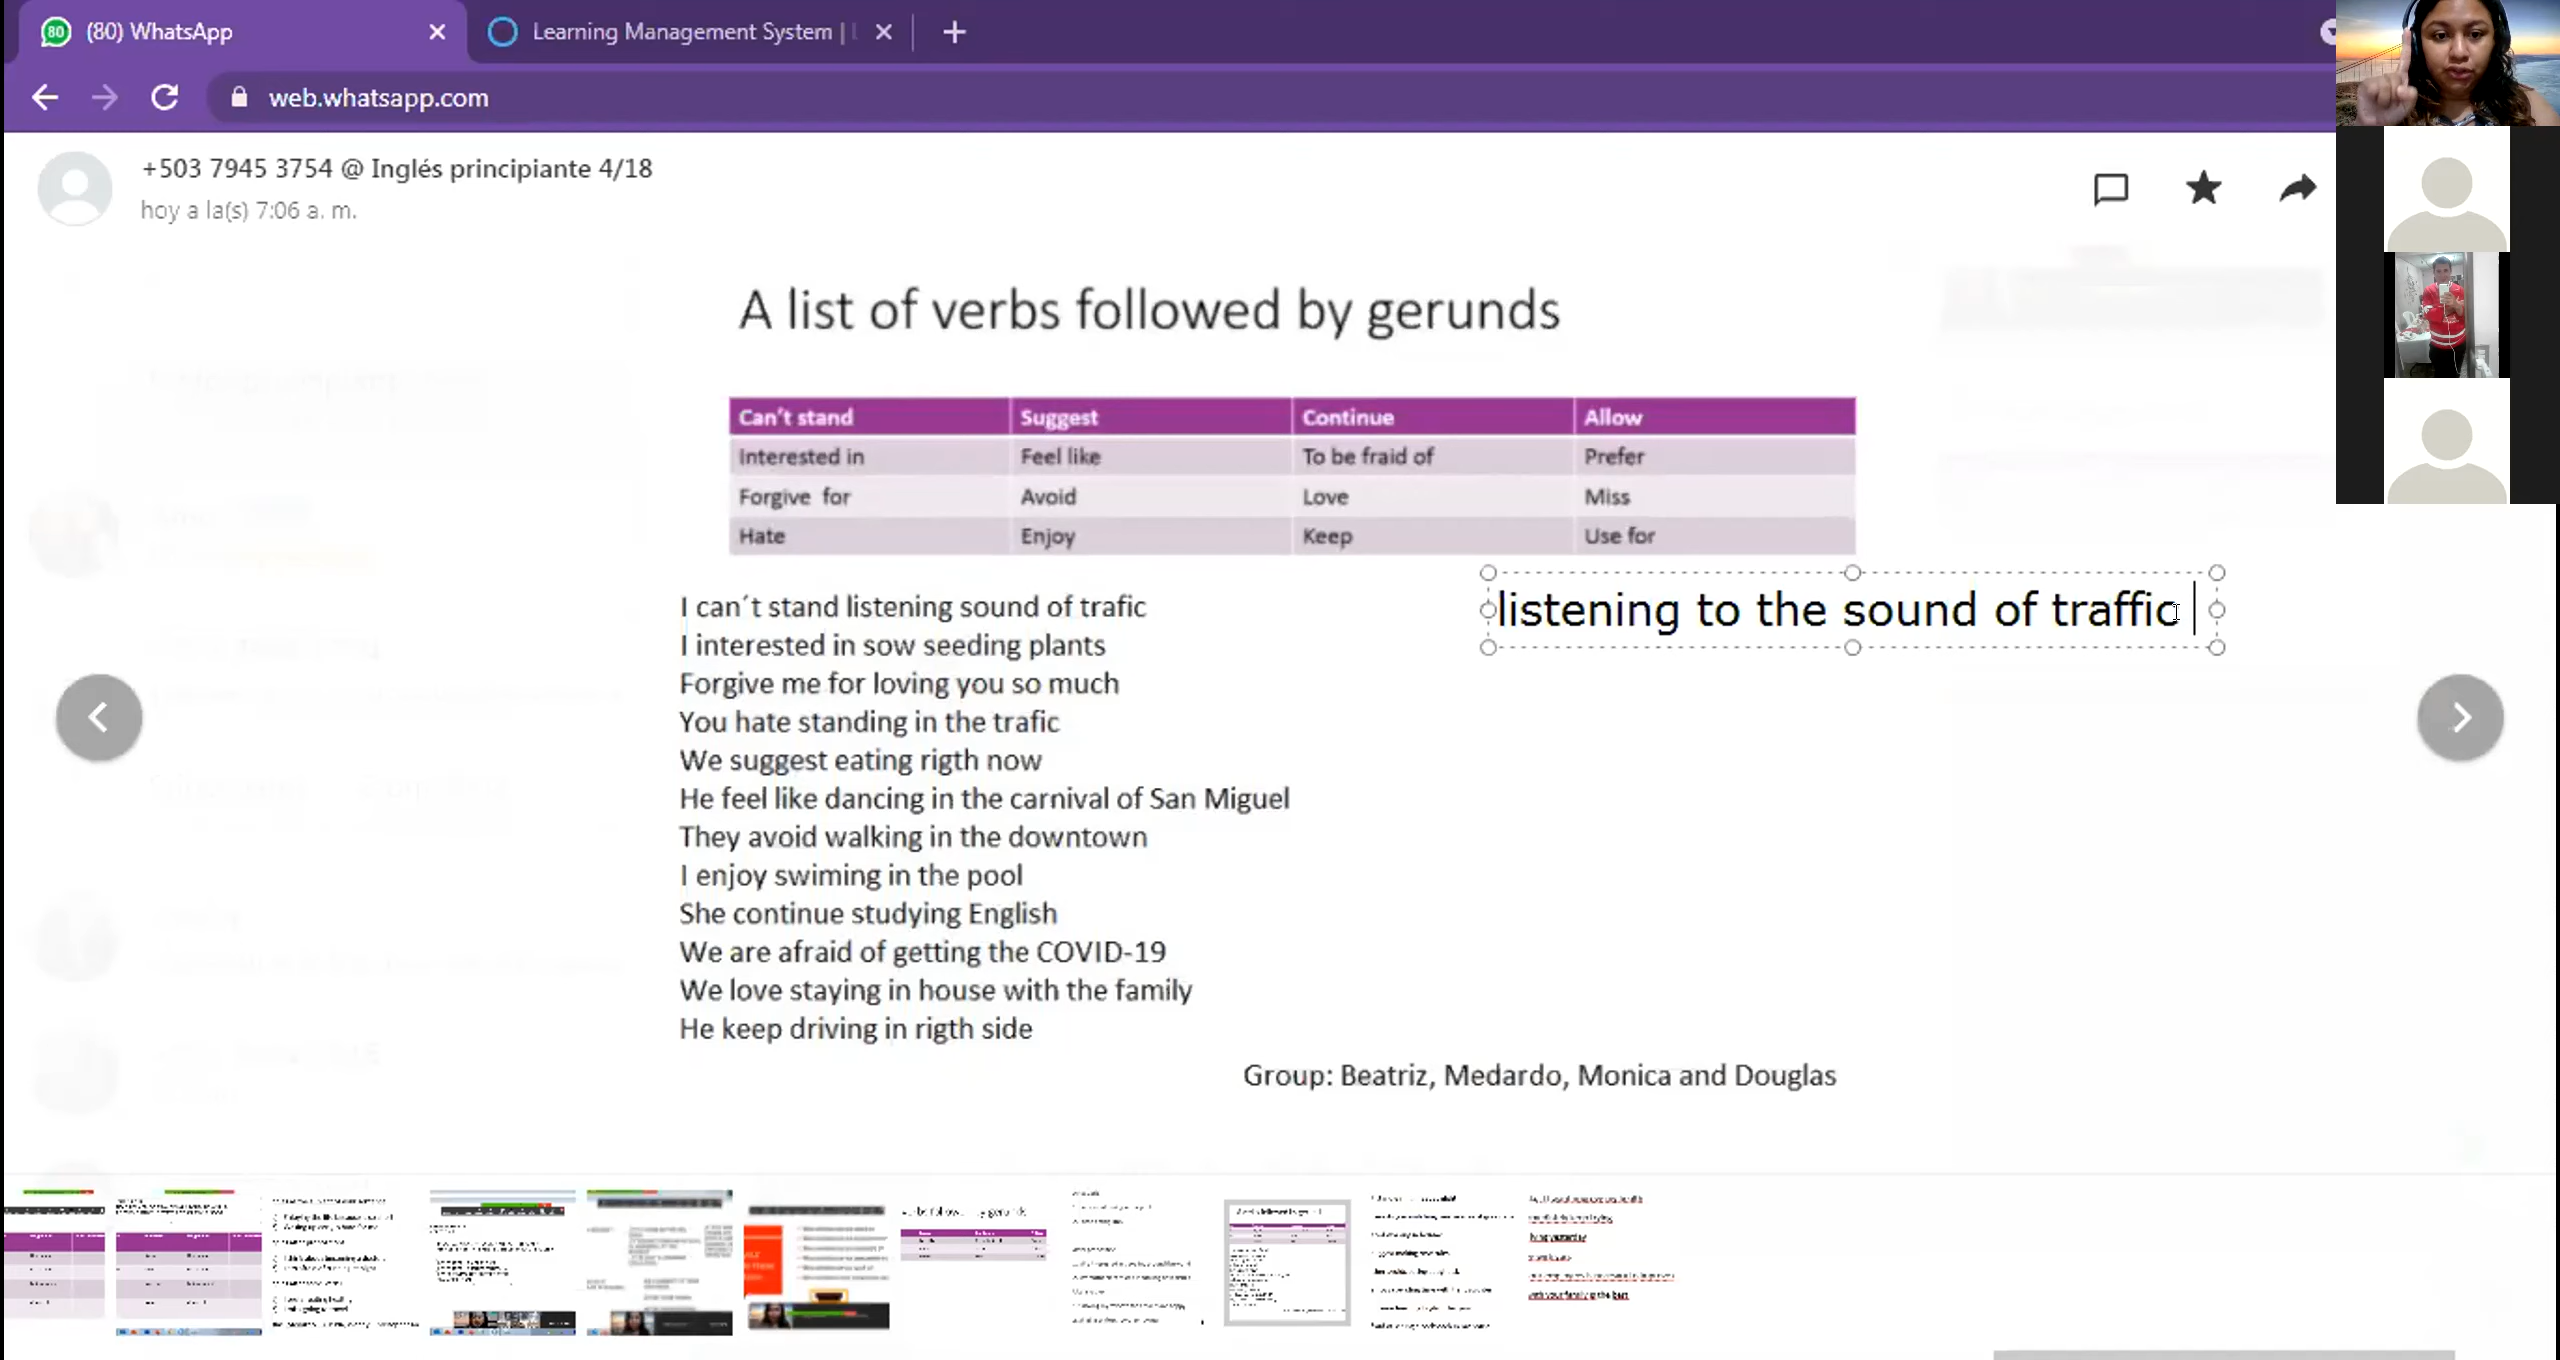 (80) WhatsApp
Learning Management System |
web.whatsapp.com
+503 7945 3754 @ Inglés principiante 4/18
hoy a la(s) 7:06 a. m.
A list of verbs followed by gerunds
Can't stand Suggest Continue Allow
Interested in Feel like To be fraid of Prefer
Forgive for Avoid Love Miss
Hate Enjoy Keep Use for
listening to the sound of traffic
I can´t stand listening sound of trafic
I interested in sow seeding plants
Forgive me for loving you so much
You hate standing in the trafic
We suggest eating rigth now
He feel like dancing in the carnival of San Miguel
They avoid walking in the downtown
I enjoy swiming in the pool
She continue studying English
We are afraid of getting the COVID-19
We love staying in house with the family
He keep driving in rigth side
Group: Beatriz, Medardo, Monica and Douglas